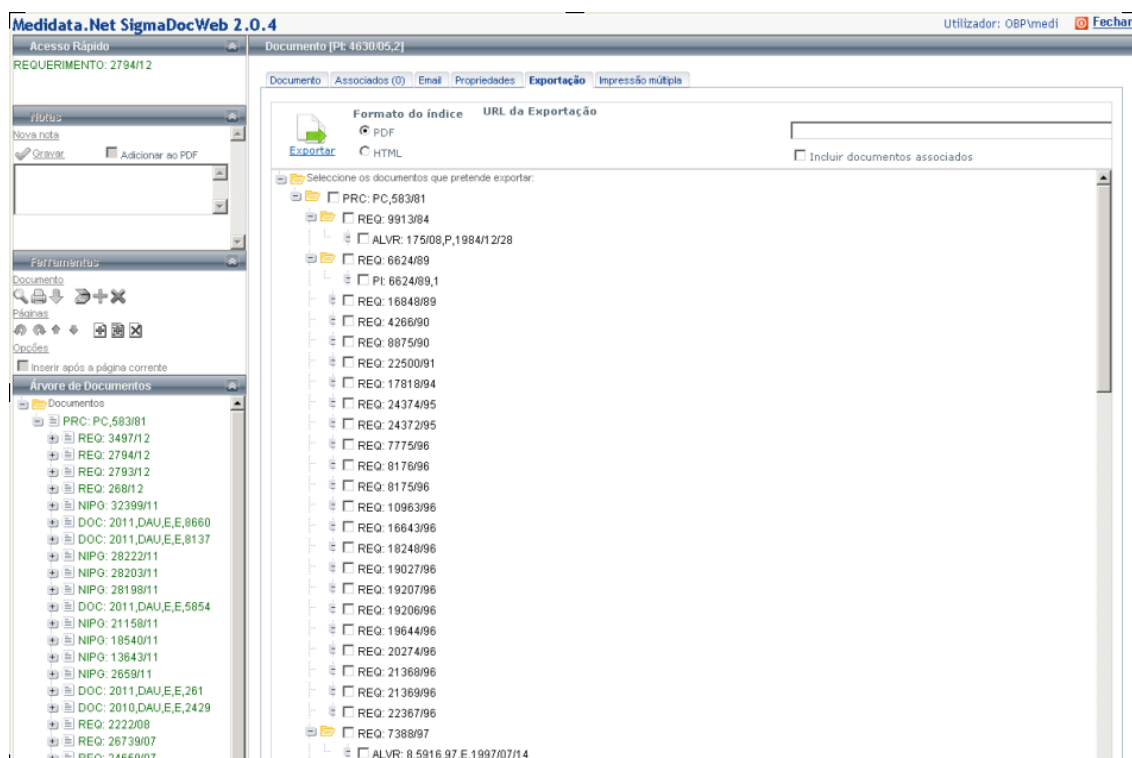 Medidata.Net SigmaDocWeb 2.0.4
Utilizador: OBP\medi
Fechar
Acesso Rápido
REQUERIMENTO: 2794/12
Notas
Nova nota
Gravar
Adicionar ao PDF
Ferramentas
Documento
Páginas
Opções
Inserir após a página corrente
Árvore de Documentos
Documentos
PRC: PC,583/81
REQ: 3497/12
REQ: 2794/12
REQ: 2793/12
REQ: 268/12
NIPG: 32399/11
DOC: 2011,DAU,E,E,8660
DOC: 2011,DAU,E,E,8137
NIPG: 28222/11
NIPG: 28203/11
NIPG: 28198/11
DOC: 2011,DAU,E,E,5854
NIPG: 21158/11
NIPG: 18540/11
NIPG: 13643/11
NIPG: 2659/11
DOC: 2011,DAU,E,E,261
DOC: 2010,DAU,E,E,2429
REQ: 2222/08
REQ: 26739/07
Documento [PI: 4630/05,2]
Documento Associados (0) Email Propriedades Exportação Impressão múltipla
Formato do índice
URL da Exportação
PDF
Exportar
HTML
Incluir documentos associados
Seleccione os documentos que pretende exportar:
PRC: PC,583/81
REQ: 9913/84
ALVR: 175/08,P,1984/12/28
REQ: 6624/89
PI: 6624/89,1
REQ: 16848/89
REQ: 4266/90
REQ: 8875/90
REQ: 22500/91
REQ: 17818/94
REQ: 24374/95
REQ: 24372/95
REQ: 7775/96
REQ: 8176/96
REQ: 8175/96
REQ: 10963/96
REQ: 16643/96
REQ: 18248/96
REQ: 19027/96
REQ: 19207/96
REQ: 19206/96
REQ: 19644/96
REQ: 20274/96
REQ: 21368/96
REQ: 21369/96
REQ: 22367/96
REQ: 7388/97
ALVR: 8,5916,97,E,1997/07/14